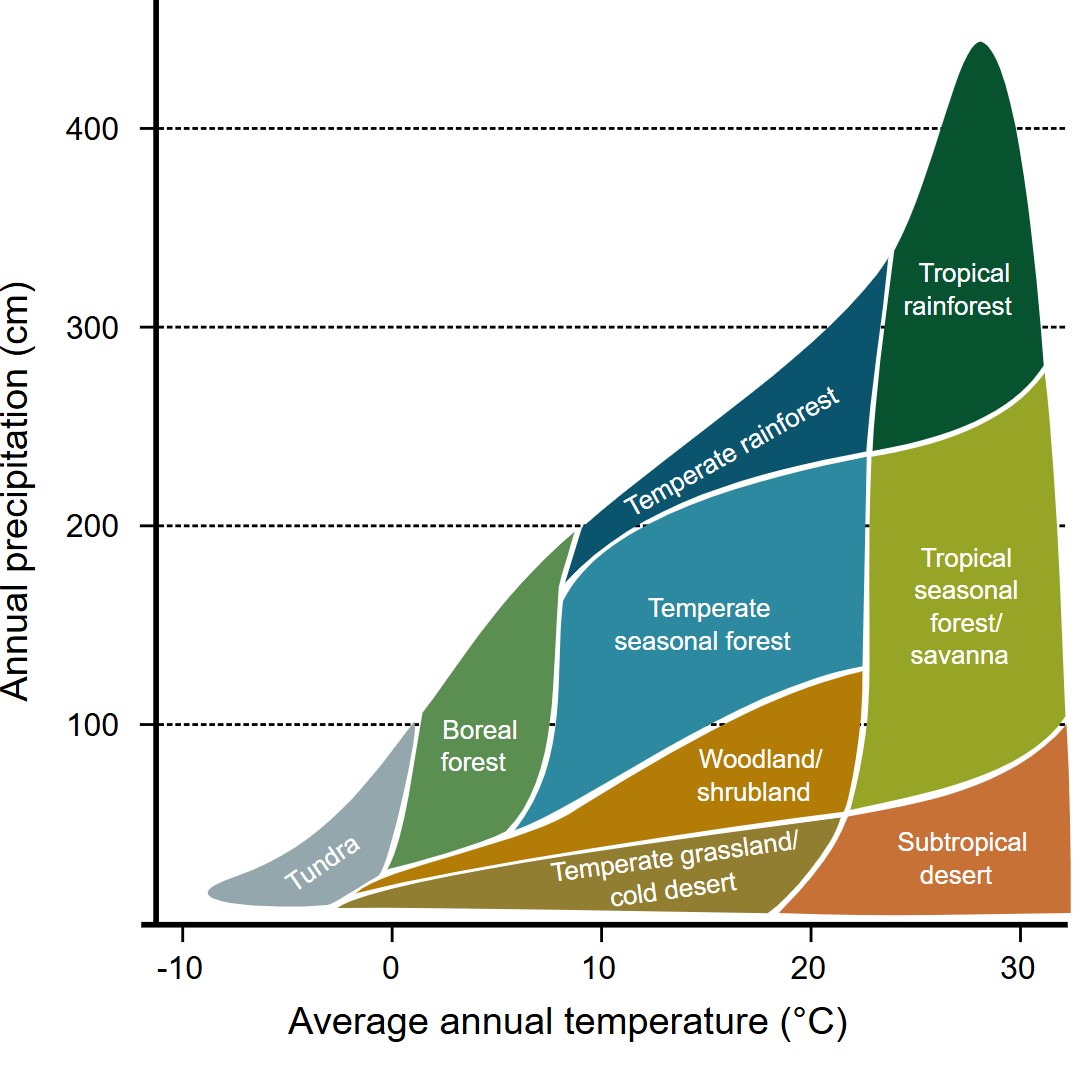 Annual precipitation (cm)
400
300
200
100
Tropical
rainforest
Temperate rainforest
Tropical
seasonal
forest/
savanna
Temperate
seasonal forest
Boreal
forest
Woodland/
shrubland
Tundra
Temperate grassland/
cold desert
Subtropical
desert
-10
0
10
20
30
Average annual temperature (°C)